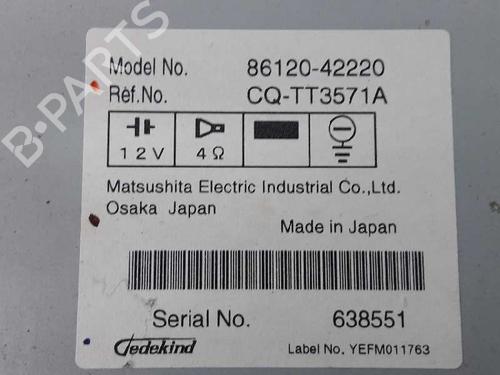 B-PARTS
Model No. 86120-42220
Ref.No. CQ-TT3571A
12V 4Ω
Matsushita Electric Industrial Co.,Ltd.
Osaka Japan
Made in Japan
Serial No. 638551
Gedekind Label No. YEFM011763